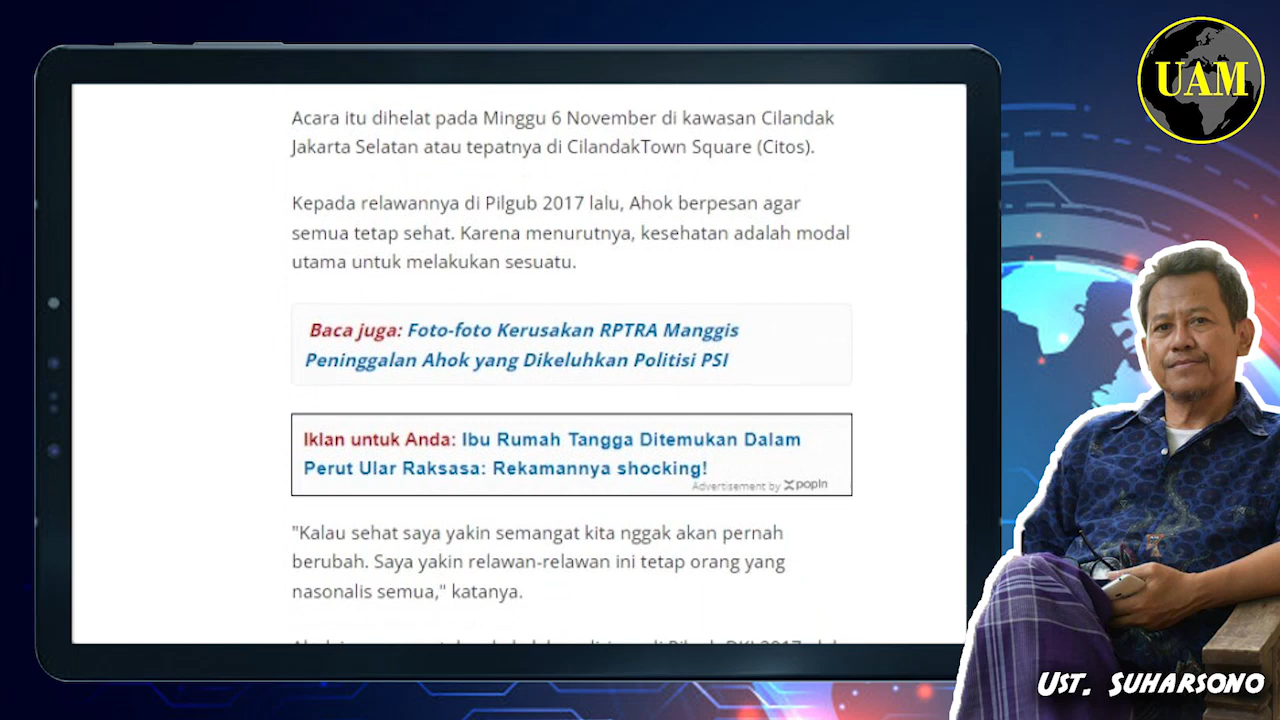 Acara itu dihelat pada Minggu 6 November di kawasan Cilandak
Jakarta Selatan atau tepatnya di CilandakTown Square (Citos).
Kepada relawannya di Pilgub 2017 lalu, Ahok berpesan agar
semua tetap sehat. Karena menurutnya, kesehatan adalah modal
utama untuk melakukan sesuatu.
Baca juga: Foto-foto Kerusakan RPTRA Manggis
Peninggalan Ahok yang Dikeluhkan Politisi PSI
Iklan untuk Anda: Ibu Rumah Tangga Ditemukan Dalam
Perut Ular Raksasa: Rekamannya shocking!
Advertisement by popIn
"Kalau sehat saya yakin semangat kita nggak akan pernah
berubah. Saya yakin relawan-relawan ini tetap orang yang
nasonalis semua," katanya.
UAM
Ust. Suharsono